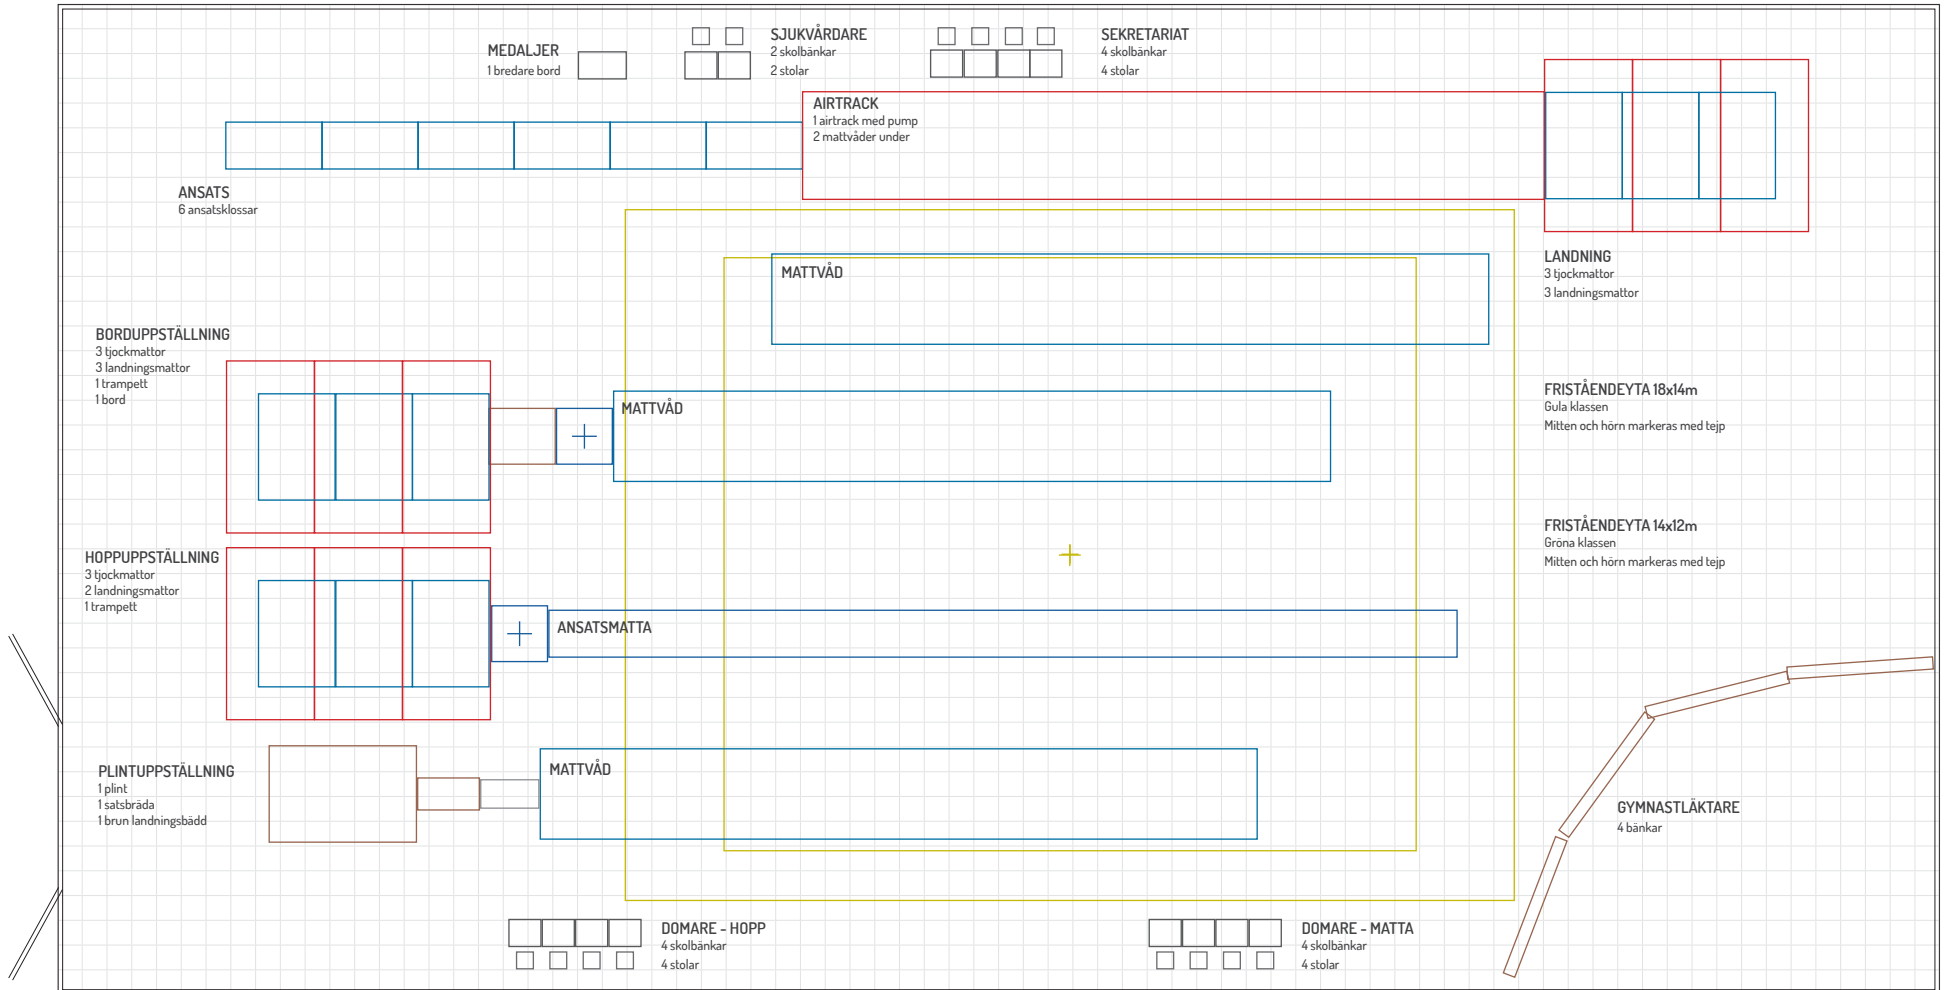 MEDALJER
1 bredare bord
SJUKVÅRDARE
2 skolbänkar
2 stolar
SEKRETARIAT
4 skolbänkar
4 stolar
AIRTRACK
1 airtrack med pump
2 mattvåder under
ANSATS
6 ansatsklossar
LANDNING
3 tjockmattor
3 landningsmattor
MATTVÅD
BORDUPPSTÄLLNING
3 tjockmattor
3 landningsmattor
1 trampett
1 bord
MATTVÅD
FRISTÅENDEYTA 18x14m
Gula klassen
Mitten och hörn markeras med tejp
FRISTÅENDEYTA 14x12m
Gröna klassen
Mitten och hörn markeras med tejp
HOPPUPPSTÄLLNING
3 tjockmattor
2 landningsmattor
1 trampett
ANSATSMATTA
PLINTUPPSTÄLLNING
1 plint
1 satsbräda
1 brun landningsbädd
MATTVÅD
GYMNASTLÄKTARE
4 bänkar
DOMARE - HOPP
4 skolbänkar
4 stolar
DOMARE - MATTA
4 skolbänkar
4 stolar